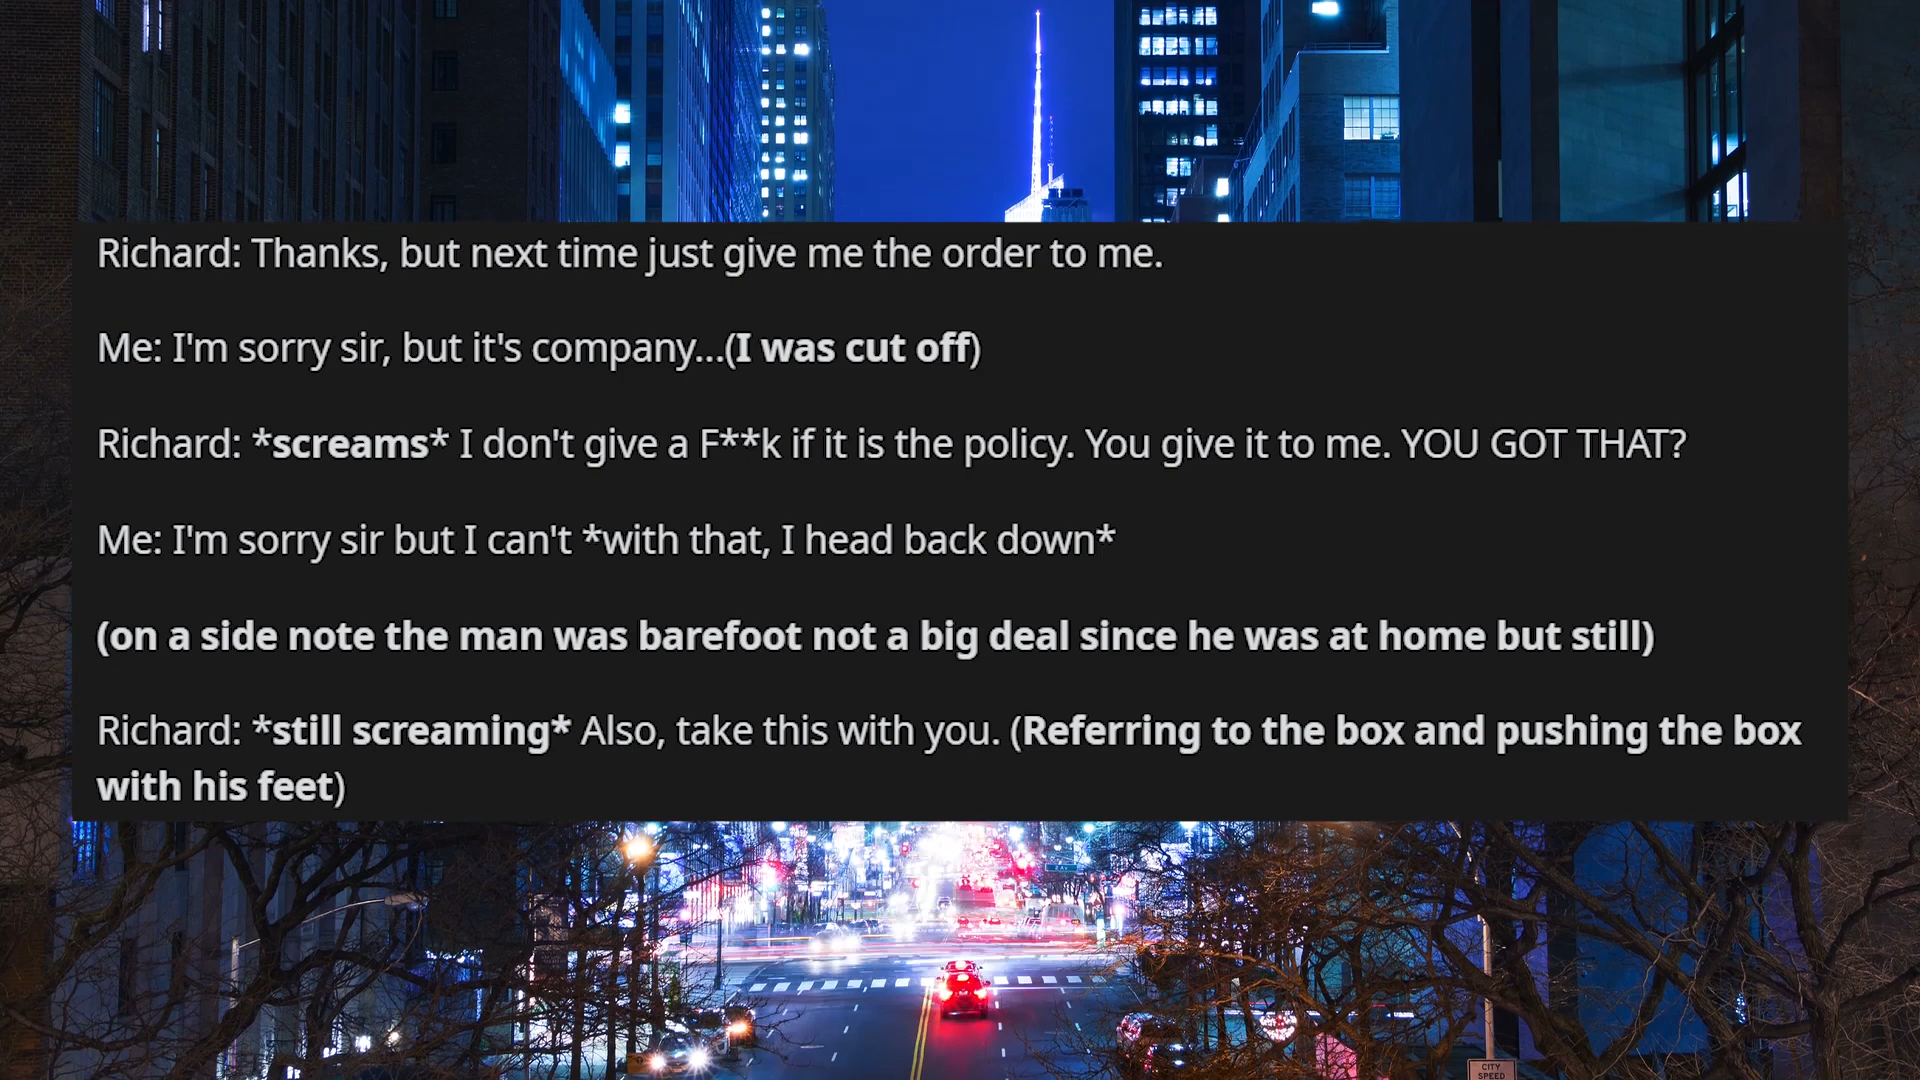 Richard: Thanks, but next time just give me the order to me.
Me: I'm sorry sir, but it's company...(I was cut off)
Richard: *screams* I don't give a F**k if it is the policy. You give it to me. YOU GOT THAT?
Me: I'm sorry sir but I can't *with that, I head back down*
(on a side note the man was barefoot not a big deal since he was at home but still)
Richard: *still screaming* Also, take this with you. (Referring to the box and pushing the box
with his feet)
CITY
SPEED